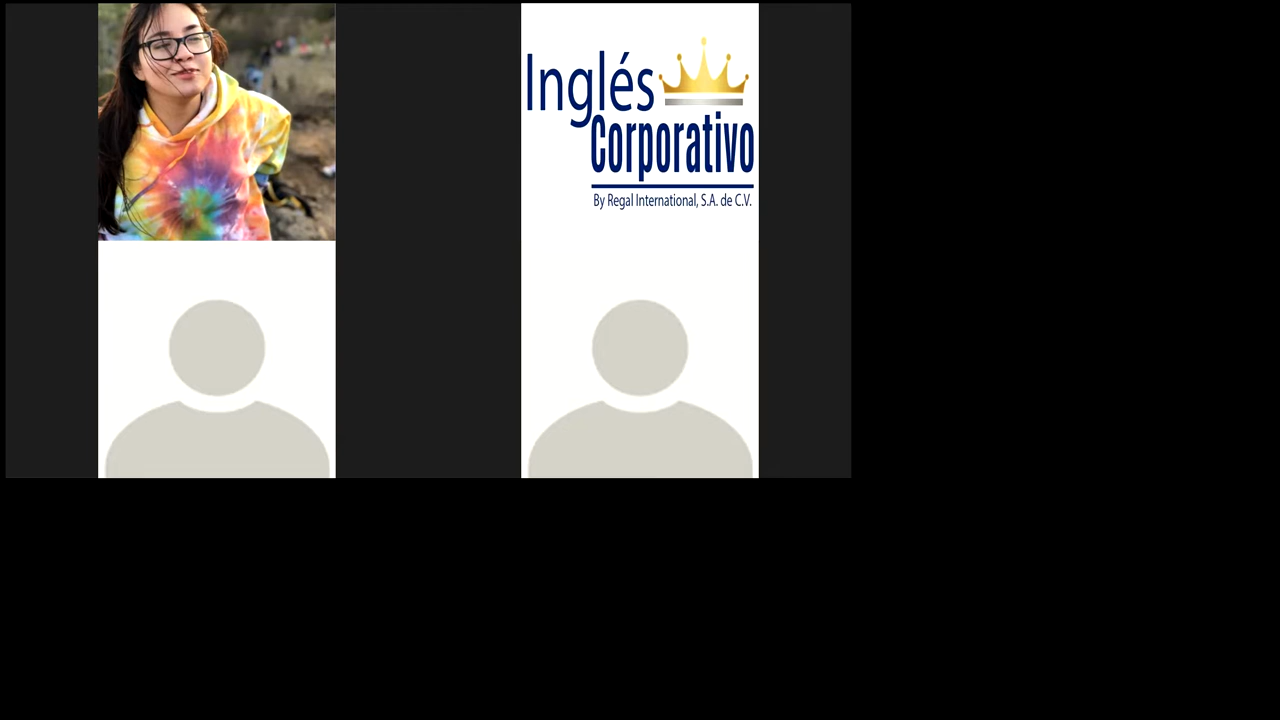 Inglés
Corporativo
By Regal International, S.A. de C.V.